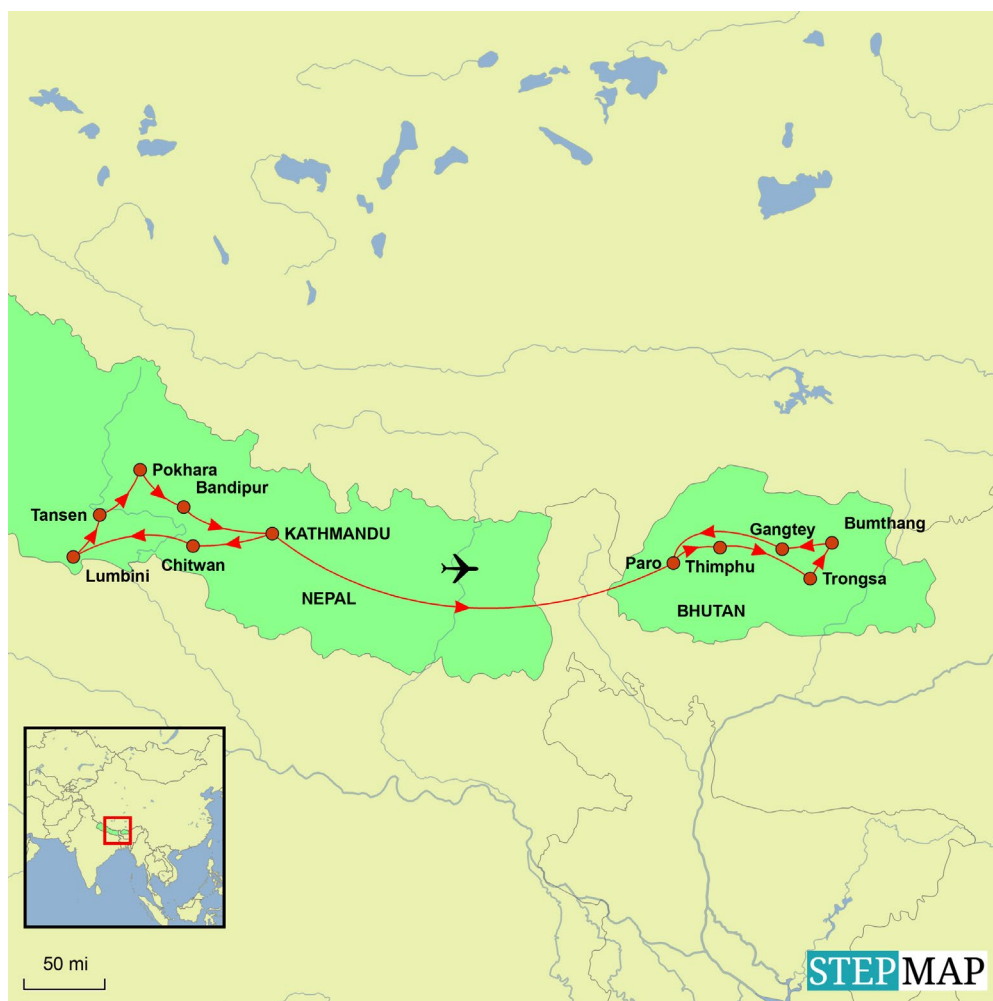 Pokhara
Bandipur
Tansen
KATHMANDU
Chitwan
Lumbini
NEPAL
Bumthang
Gangtey
Paro
Thimphu
Trongsa
BHUTAN
50 mi
STEPMAP